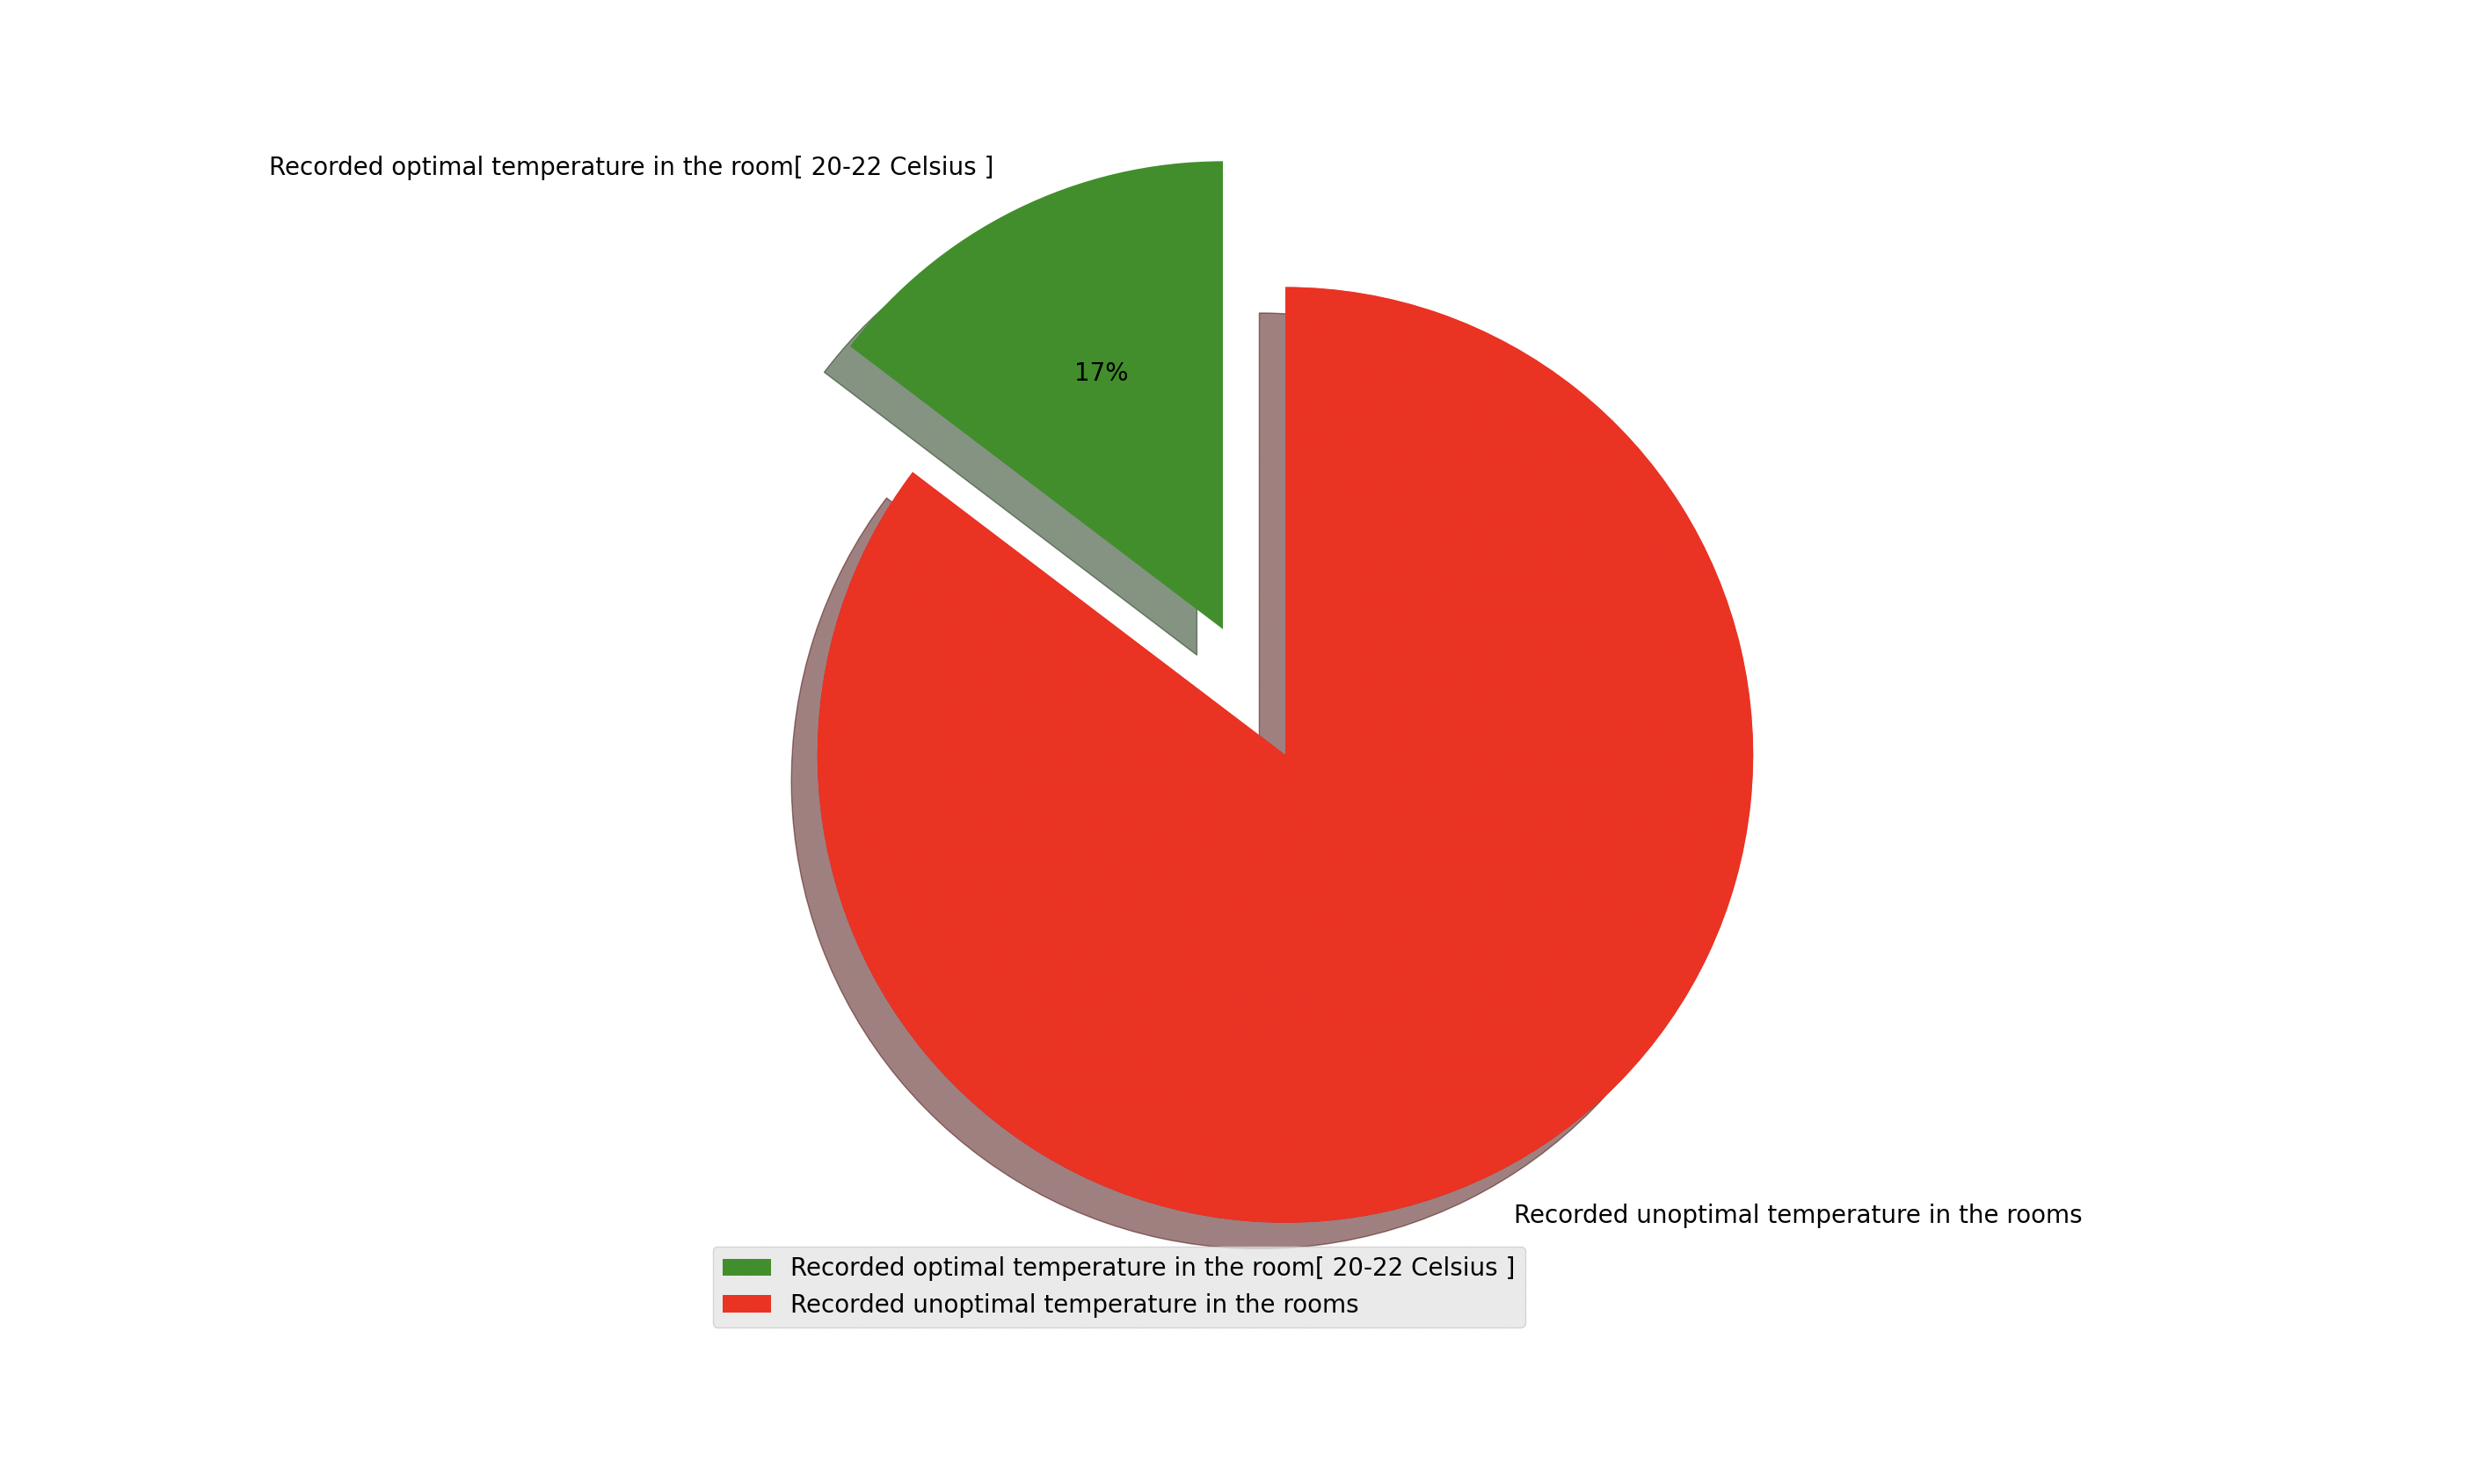 Recorded optimal temperature in the room[ 20-22 Celsius ]
17%
Recorded unoptimal temperature in the rooms
Recorded optimal temperature in the room[ 20-22 Celsius ]
Recorded unoptimal temperature in the rooms